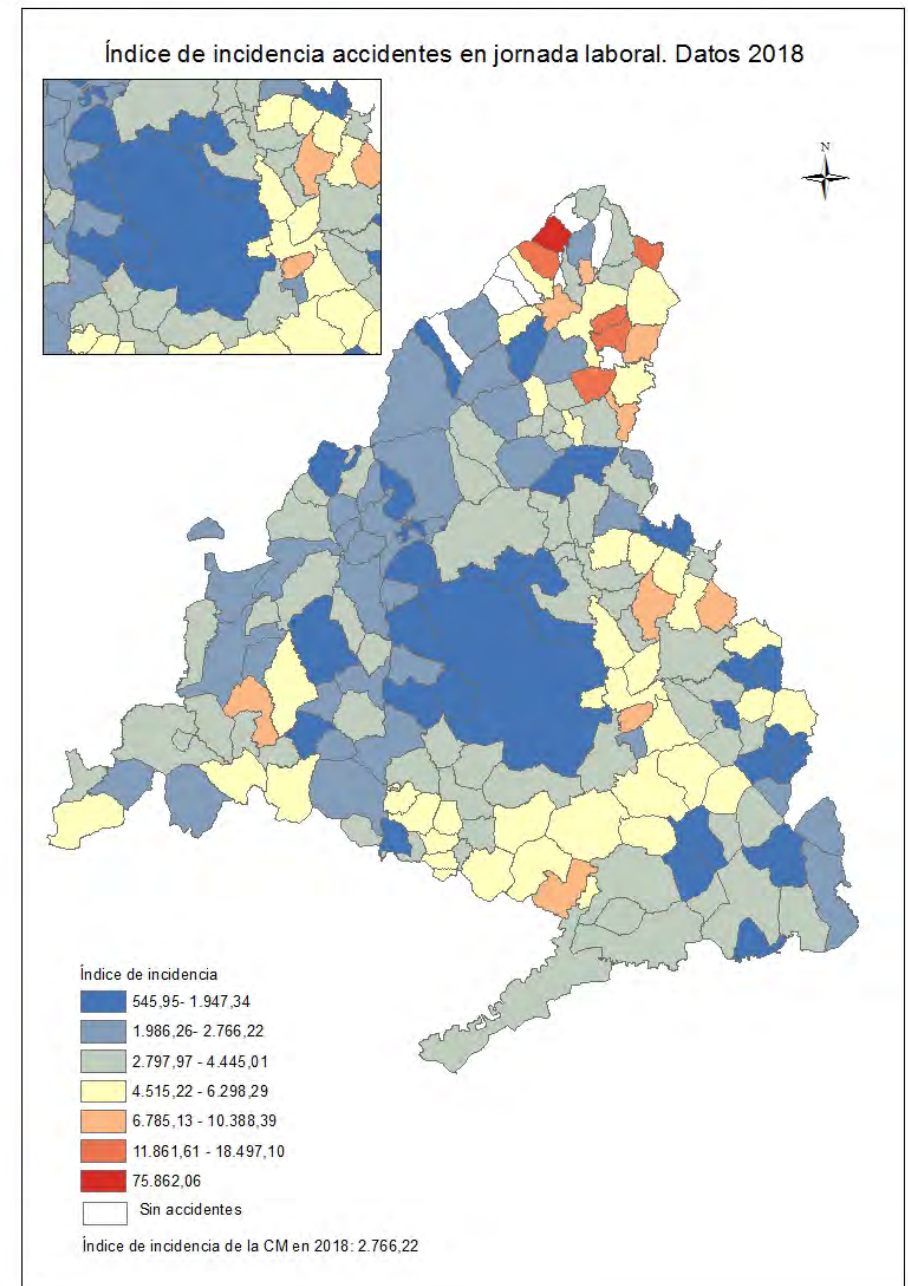 Índice de incidencia accidentes en jornada laboral. Datos 2018
N
Índice de incidencia
545,95- 1.947,34
1.986,26- 2.766,22
2.797,97 - 4.445,01
4.515,22 - 6.298,29
6.785,13 - 10.388,39
11.861,61 - 18.497,10
75.862,06
Sin accidentes
Índice de incidencia de la CM en 2018: 2.766,22